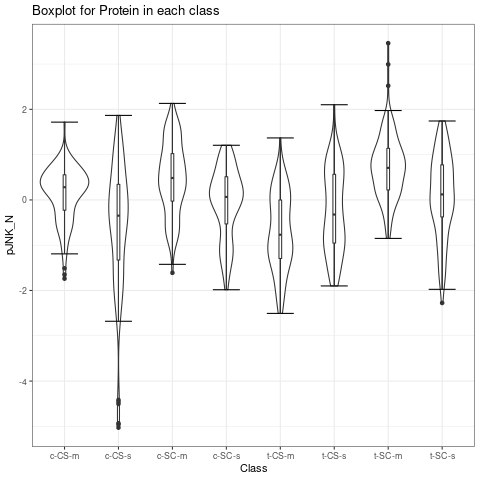 Boxplot for Protein in each class
pJNK_N
2
0
-2
-4
c-CS-m c-CS-s c-SC-m c-SC-s t-CS-m t-CS-s t-SC-m t-SC-s
Class